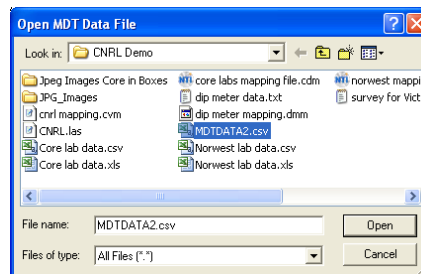 Open MDT Data File
Look in: CNRL Demo
Jpeg Images Core in Boxes
JPG_Images
cnrl mapping.cvm
CNRL.las
Core lab data.csv
Core lab data.xls
core labs mapping file.cdm
dip meter data.txt
dip meter mapping.dmm
MDTDATA2.csv
Norwest lab data.csv
Norwest lab data.xls
norwest mappi
survey for Vict
File name: MDTDATA2.csv Open
Files of type: All Files (*.*) Cancel